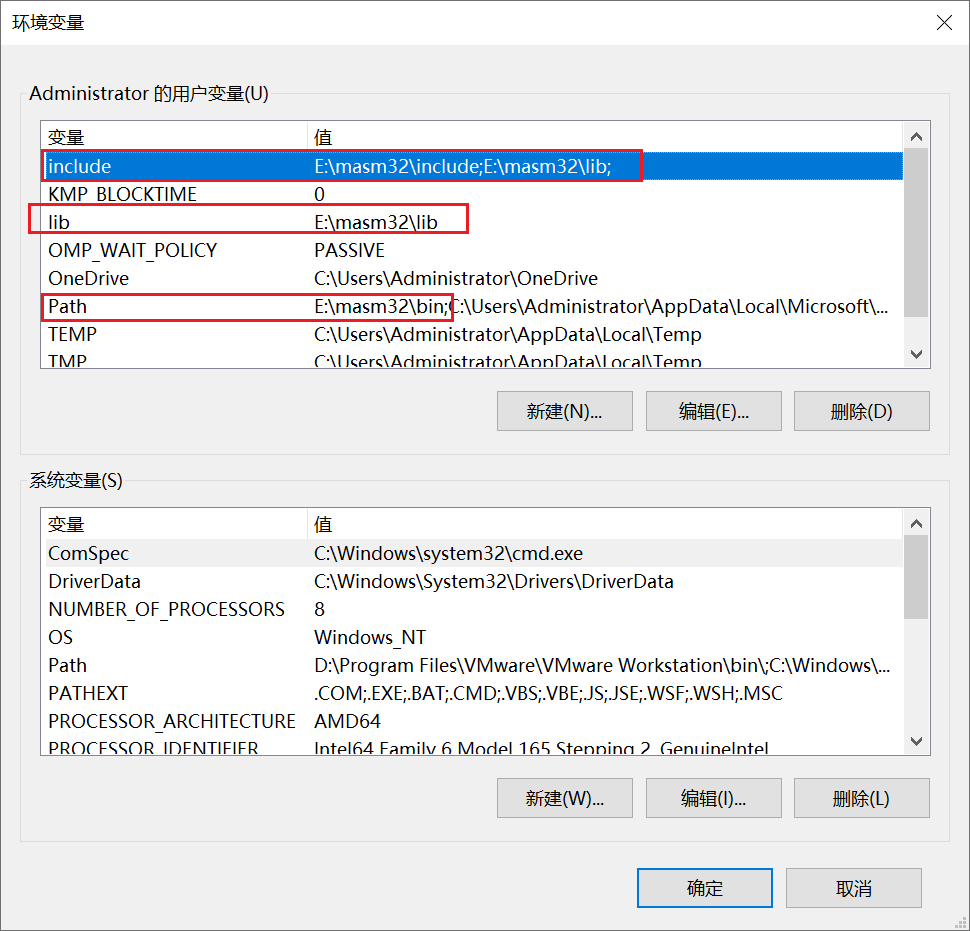 环境变量
Administrator 的用户变量(U)
变量 值
include E:\masm32\include;E:\masm32\lib;
KMP_BLOCKTIME 0
lib E:\masm32\lib
OMP_WAIT_POLICY PASSIVE
OneDrive C:\Users\Administrator\OneDrive
Path E:\masm32\bin;C:\Users\Administrator\AppData\Local\Microsoft\...
TEMP C:\Users\Administrator\AppData\Local\Temp
TMP C:\Users\Administrator\AppData\Local\Temp
新建(N)... 编辑(E)... 删除(D)
系统变量(S)
变量 值
ComSpec C:\Windows\system32\cmd.exe
DriverData C:\Windows\System32\Drivers\DriverData
NUMBER_OF_PROCESSORS 8
OS Windows_NT
Path D:\Program Files\VMware\VMware Workstation\bin\;C:\Windows\...
PATHEXT .COM;.EXE;.BAT;.CMD;.VBS;.VBE;.JS;.JSE;.WSF;.WSH;.MSC
PROCESSOR_ARCHITECTURE AMD64
PROCESSOR_IDENTIFIER Intel64 Family 6 Model 165 Stepping 2, GenuineIntel
新建(W)... 编辑(I)... 删除(L)
确定 取消